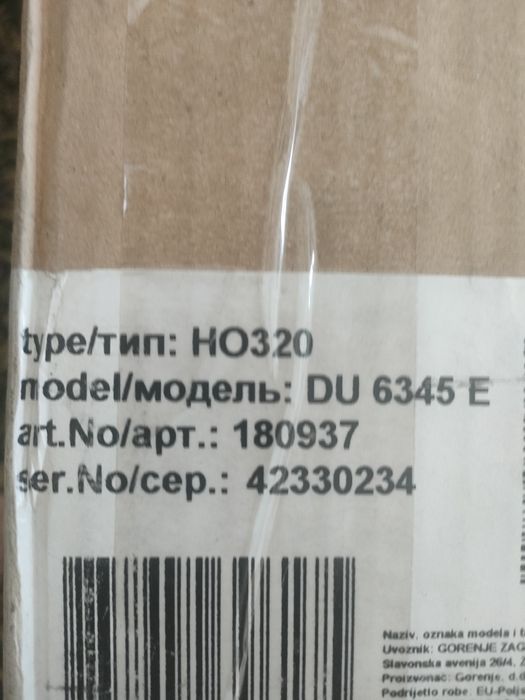 type/тип: HO320
model/модель: DU 6345 E
art.No/арт.: 180937
ser.No/сер.: 42330234
Naziv, oznaka modela i
Uvoznik: GORENJE ZAG
Slavonska avenija 26/4,
Proizvonac: Gorenje, d.
Podrijetlo robe: EU-Pol